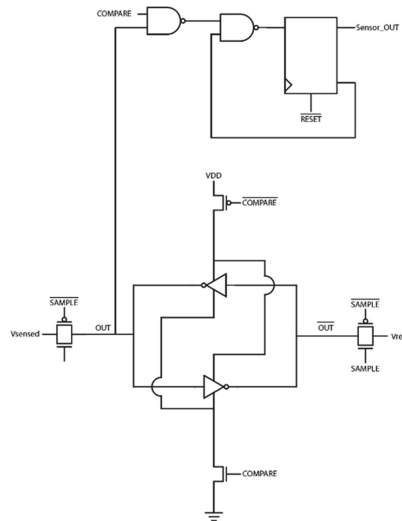 COMPARE
Sensor_OUT
RESET
VDD
COMPARE
SAMPLE
Vsensed
OUT
OUT
SAMPLE
Vre
SAMPLE
COMPARE